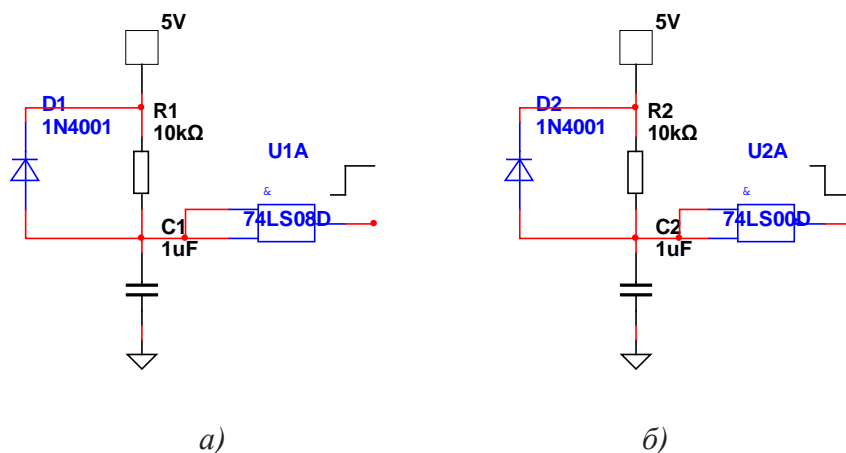 5V
D1
1N4001
R1
10kΩ
U1A
&
74LS08D
C1
1uF
а)
5V
D2
1N4001
R2
10kΩ
U2A
&
74LS00D
C2
1uF
б)